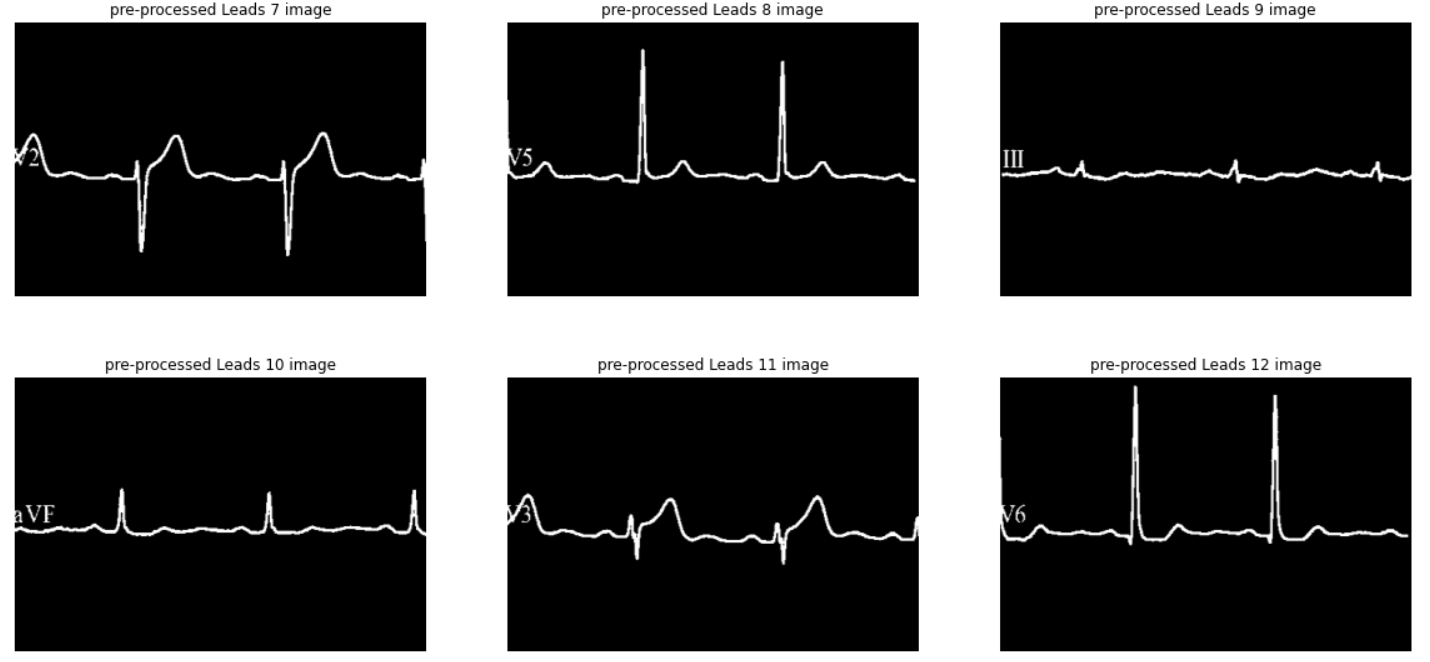 pre-processed Leads 7 image
pre-processed Leads 8 image
pre-processed Leads 9 image
V2
V5
III
pre-processed Leads 10 image
pre-processed Leads 11 image
pre-processed Leads 12 image
aVF
V3
V6